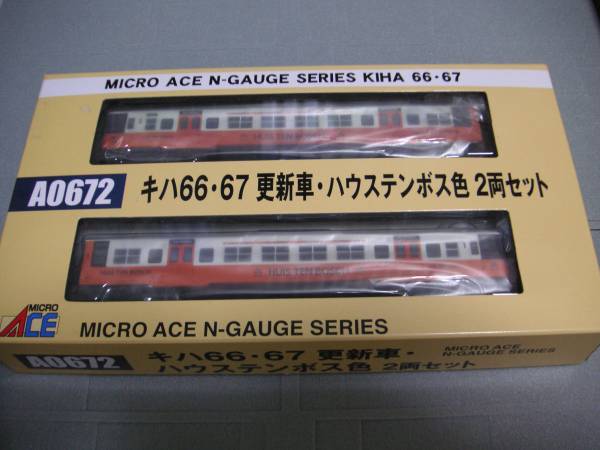 MICRO ACE N-GAUGE SERIES KIHA 66・67
A0672
キハ66・67 更新車・ハウステンボス色 2両セット
MICRO
ACE
MICRO ACE N-GAUGE SERIES
A0672
キハ66・67 更新車・
ハウステンボス色 2両セット
MICRO ACE
N-GAUGE SERIES